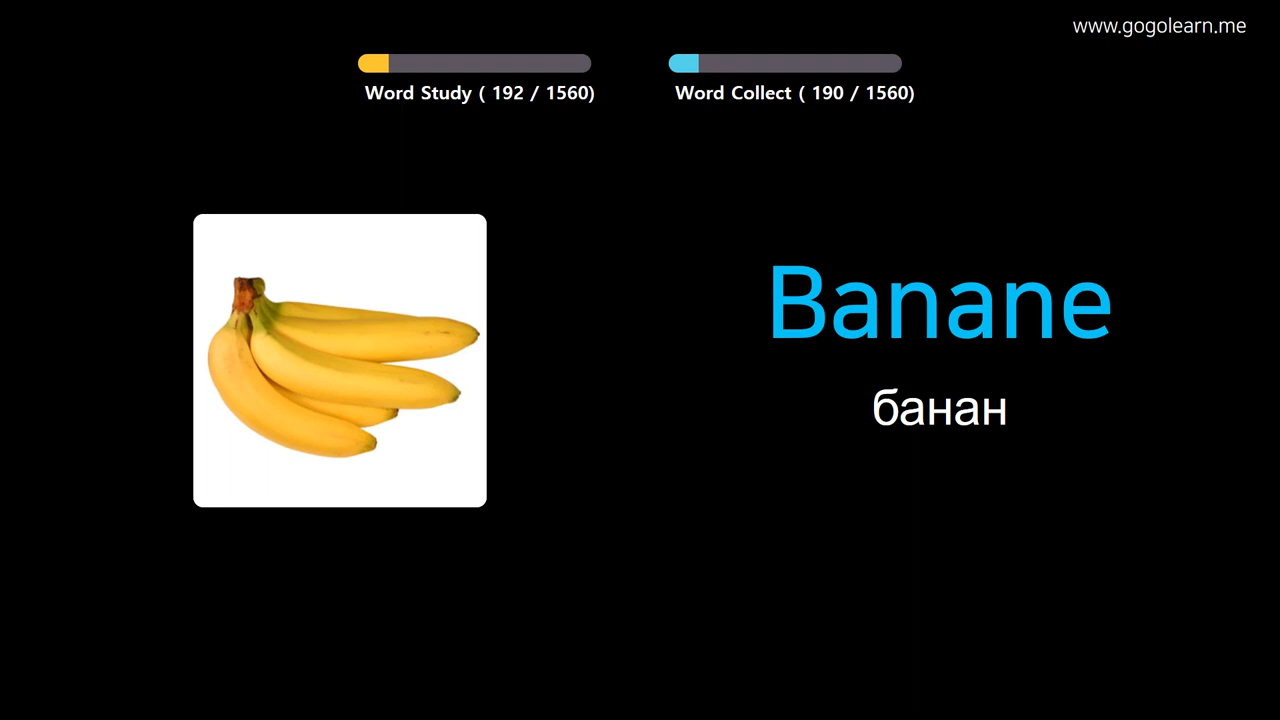 www.gogolearn.me
Word Study ( 192 / 1560)
Word Collect ( 190 / 1560)
Banane
банан